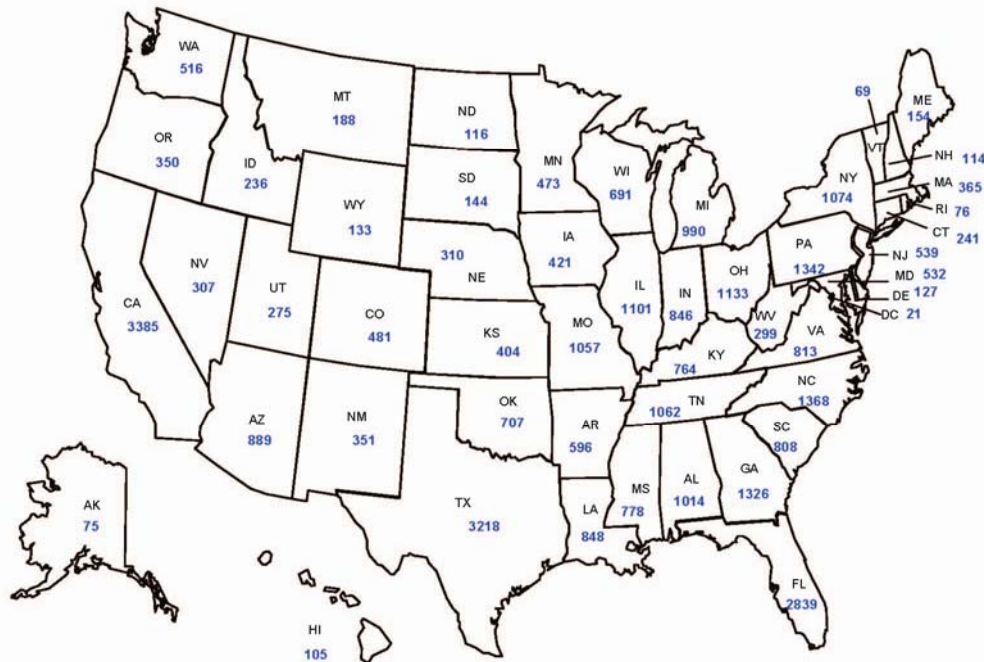 WA
516
MT
188
ND
116
OR
350
ID
236
WY
133
SD
144
MN
473
WI
691
MI
990
69
VT
ME
154
NH 114
MA 365
RI 76
CT 241
NY
1074
PA
1342
NJ 539
MD 532
DE 127
DC 21
NV
307
UT
275
CA
3385
CO
481
310
NE
IA
421
KS
404
MO
1057
IL
1101
IN
846
OH
1133
WV
299
VA
813
KY
764
NC
1368
TN
1062
SC
808
AZ
889
NM
351
OK
707
AR
596
TX
3218
LA
848
MS
778
AL
1014
GA
1326
FL
2839
AK
75
HI
105